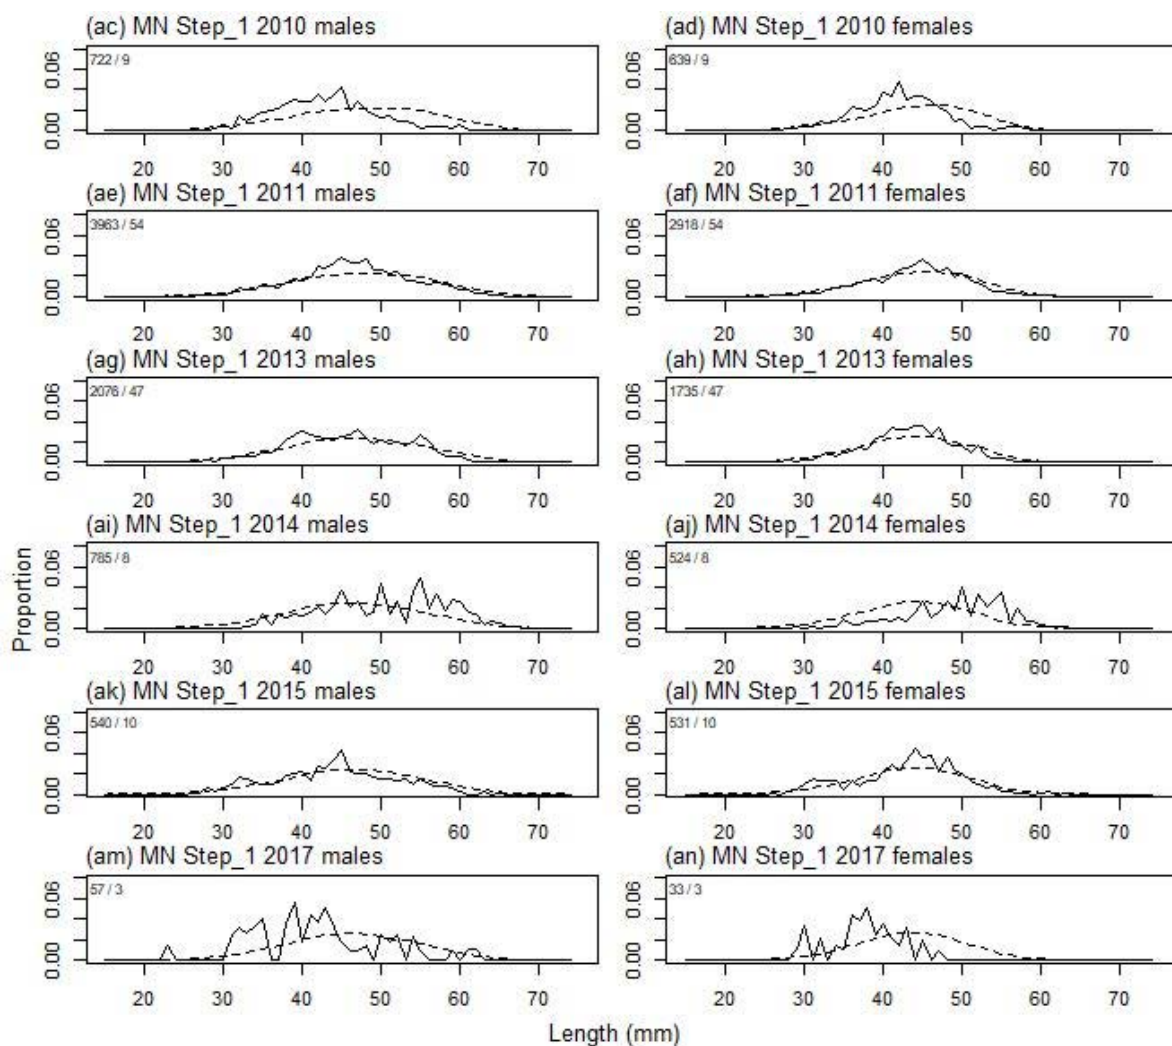 (ac) MN Step_1 2010 males
(ad) MN Step_1 2010 females
722 / 9
639 / 9
0.00 0.06
0.00 0.06
20 30 40 50 60 70
20 30 40 50 60 70
(ae) MN Step_1 2011 males
(af) MN Step_1 2011 females
3963 / 54
2918 / 54
0.00 0.06
0.00 0.06
20 30 40 50 60 70
20 30 40 50 60 70
(ag) MN Step_1 2013 males
(ah) MN Step_1 2013 females
2076 / 47
1735 / 47
0.00 0.06
0.00 0.06
20 30 40 50 60 70
20 30 40 50 60 70
(ai) MN Step_1 2014 males
(aj) MN Step_1 2014 females
785 / 8
524 / 8
0.00 0.06
0.00 0.06
20 30 40 50 60 70
20 30 40 50 60 70
Proportion
(ak) MN Step_1 2015 males
(al) MN Step_1 2015 females
540 / 10
531 / 10
0.00 0.06
0.00 0.06
20 30 40 50 60 70
20 30 40 50 60 70
(am) MN Step_1 2017 males
(an) MN Step_1 2017 females
57 / 3
33 / 3
0.00 0.06
0.00 0.06
20 30 40 50 60 70
20 30 40 50 60 70
Length (mm)